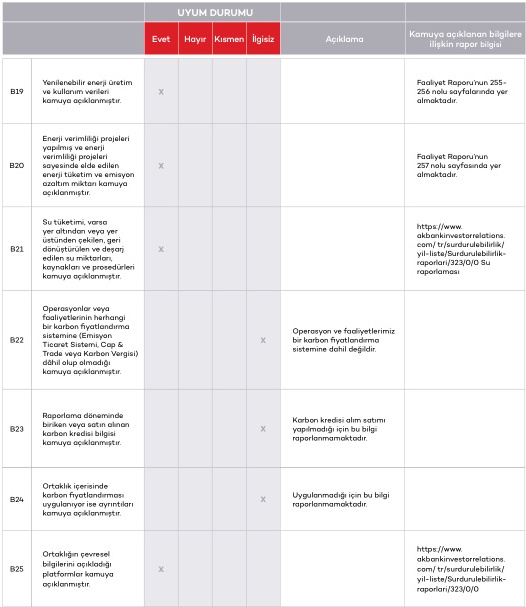 UYUM DURUMU
Evet Hayır Kısmen İlgisiz Açıklama Kamuya açıklanan bilgilere
ilişkin rapor bilgisi
B19
Yenilenebilir enerji üretim
ve kullanım verileri
kamuya açıklanmıştır.
X
Faaliyet Raporu'nun 255-
256 nolu sayfalarında yer
almaktadır.
B20
Enerji verimliliği projeleri
yapılmış ve enerji
verimliliği projeleri
sayesinde elde edilen
enerji tüketim ve emisyon
azaltım miktarı kamuya
açıklanmıştır.
X
Faaliyet Raporu'nun
257 nolu sayfasında yer
almaktadır.
B21
Su tüketimi, varsa
yer altından veya yer
üstünden çekilen, geri
dönüştürülen ve deşarj
edilen su miktarları,
kaynakları ve prosedürleri
kamuya açıklanmıştır.
X
https://www.
akbankinvestorrelations.
com/ tr/surdurulebilirlik/
yil-liste/Surdurulebilirlik-
raporlari/323/0/0 Su
raporlaması
B22
Operasyonlar veya
faaliyetlerinin herhangi
bir karbon fiyatlandırma
sistemine (Emisyon
Ticaret Sistemi, Cap &
Trade veya Karbon Vergisi)
dâhil olup olmadığı
kamuya açıklanmıştır.
X
Operasyon ve faaliyetlerimiz
bir karbon fiyatlandırma
sistemine dahil değildir.
B23
Raporlama döneminde
biriken veya satın alınan
karbon kredisi bilgisi
kamuya açıklanmıştır.
X
Karbon kredisi alım satımı
yapılmadığı için bu bilgi
raporlanmamaktadır.
B24
Ortaklık içerisinde
karbon fiyatlandırması
uygulanıyor ise ayrıntıları
kamuya açıklanmıştır.
X
Uygulanmadığı için bu bilgi
raporlanmamaktadır.
B25
Ortaklığın çevresel
bilgilerini açıkladığı
platformlar kamuya
açıklanmıştır.
X
https://www.
akbankinvestorrelations.
com/ tr/surdurulebilirlik/
yil-liste/Surdurulebilirlik-
raporlari/323/0/0